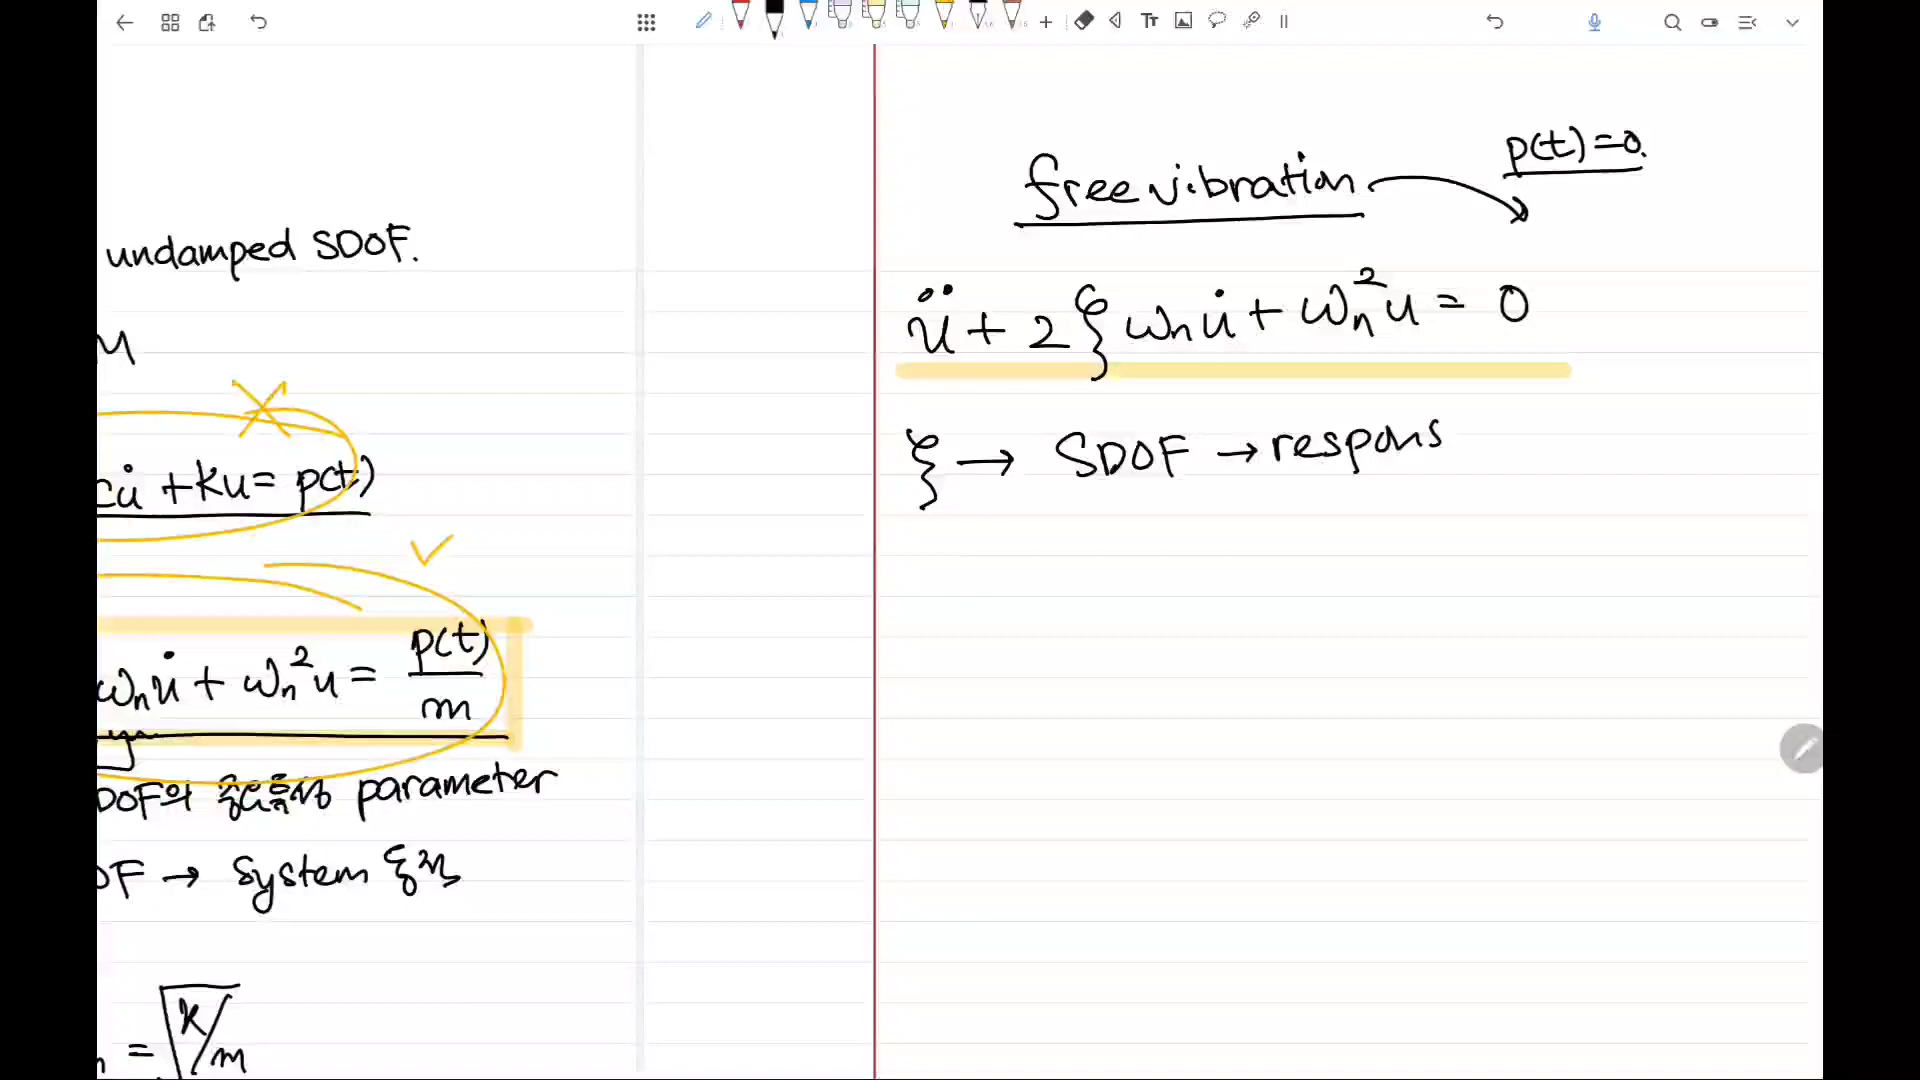 undamped SDOF.
u
cu̇ + ku = p(t)
ωnu̇ + ωn²u = p(t)/m
DOF의 parameter
OF → system
n = √k/m
free vibration → p(t)=0.
ü + 2ξωnu̇ + ωn²u = 0
ξ → SDOF → respons